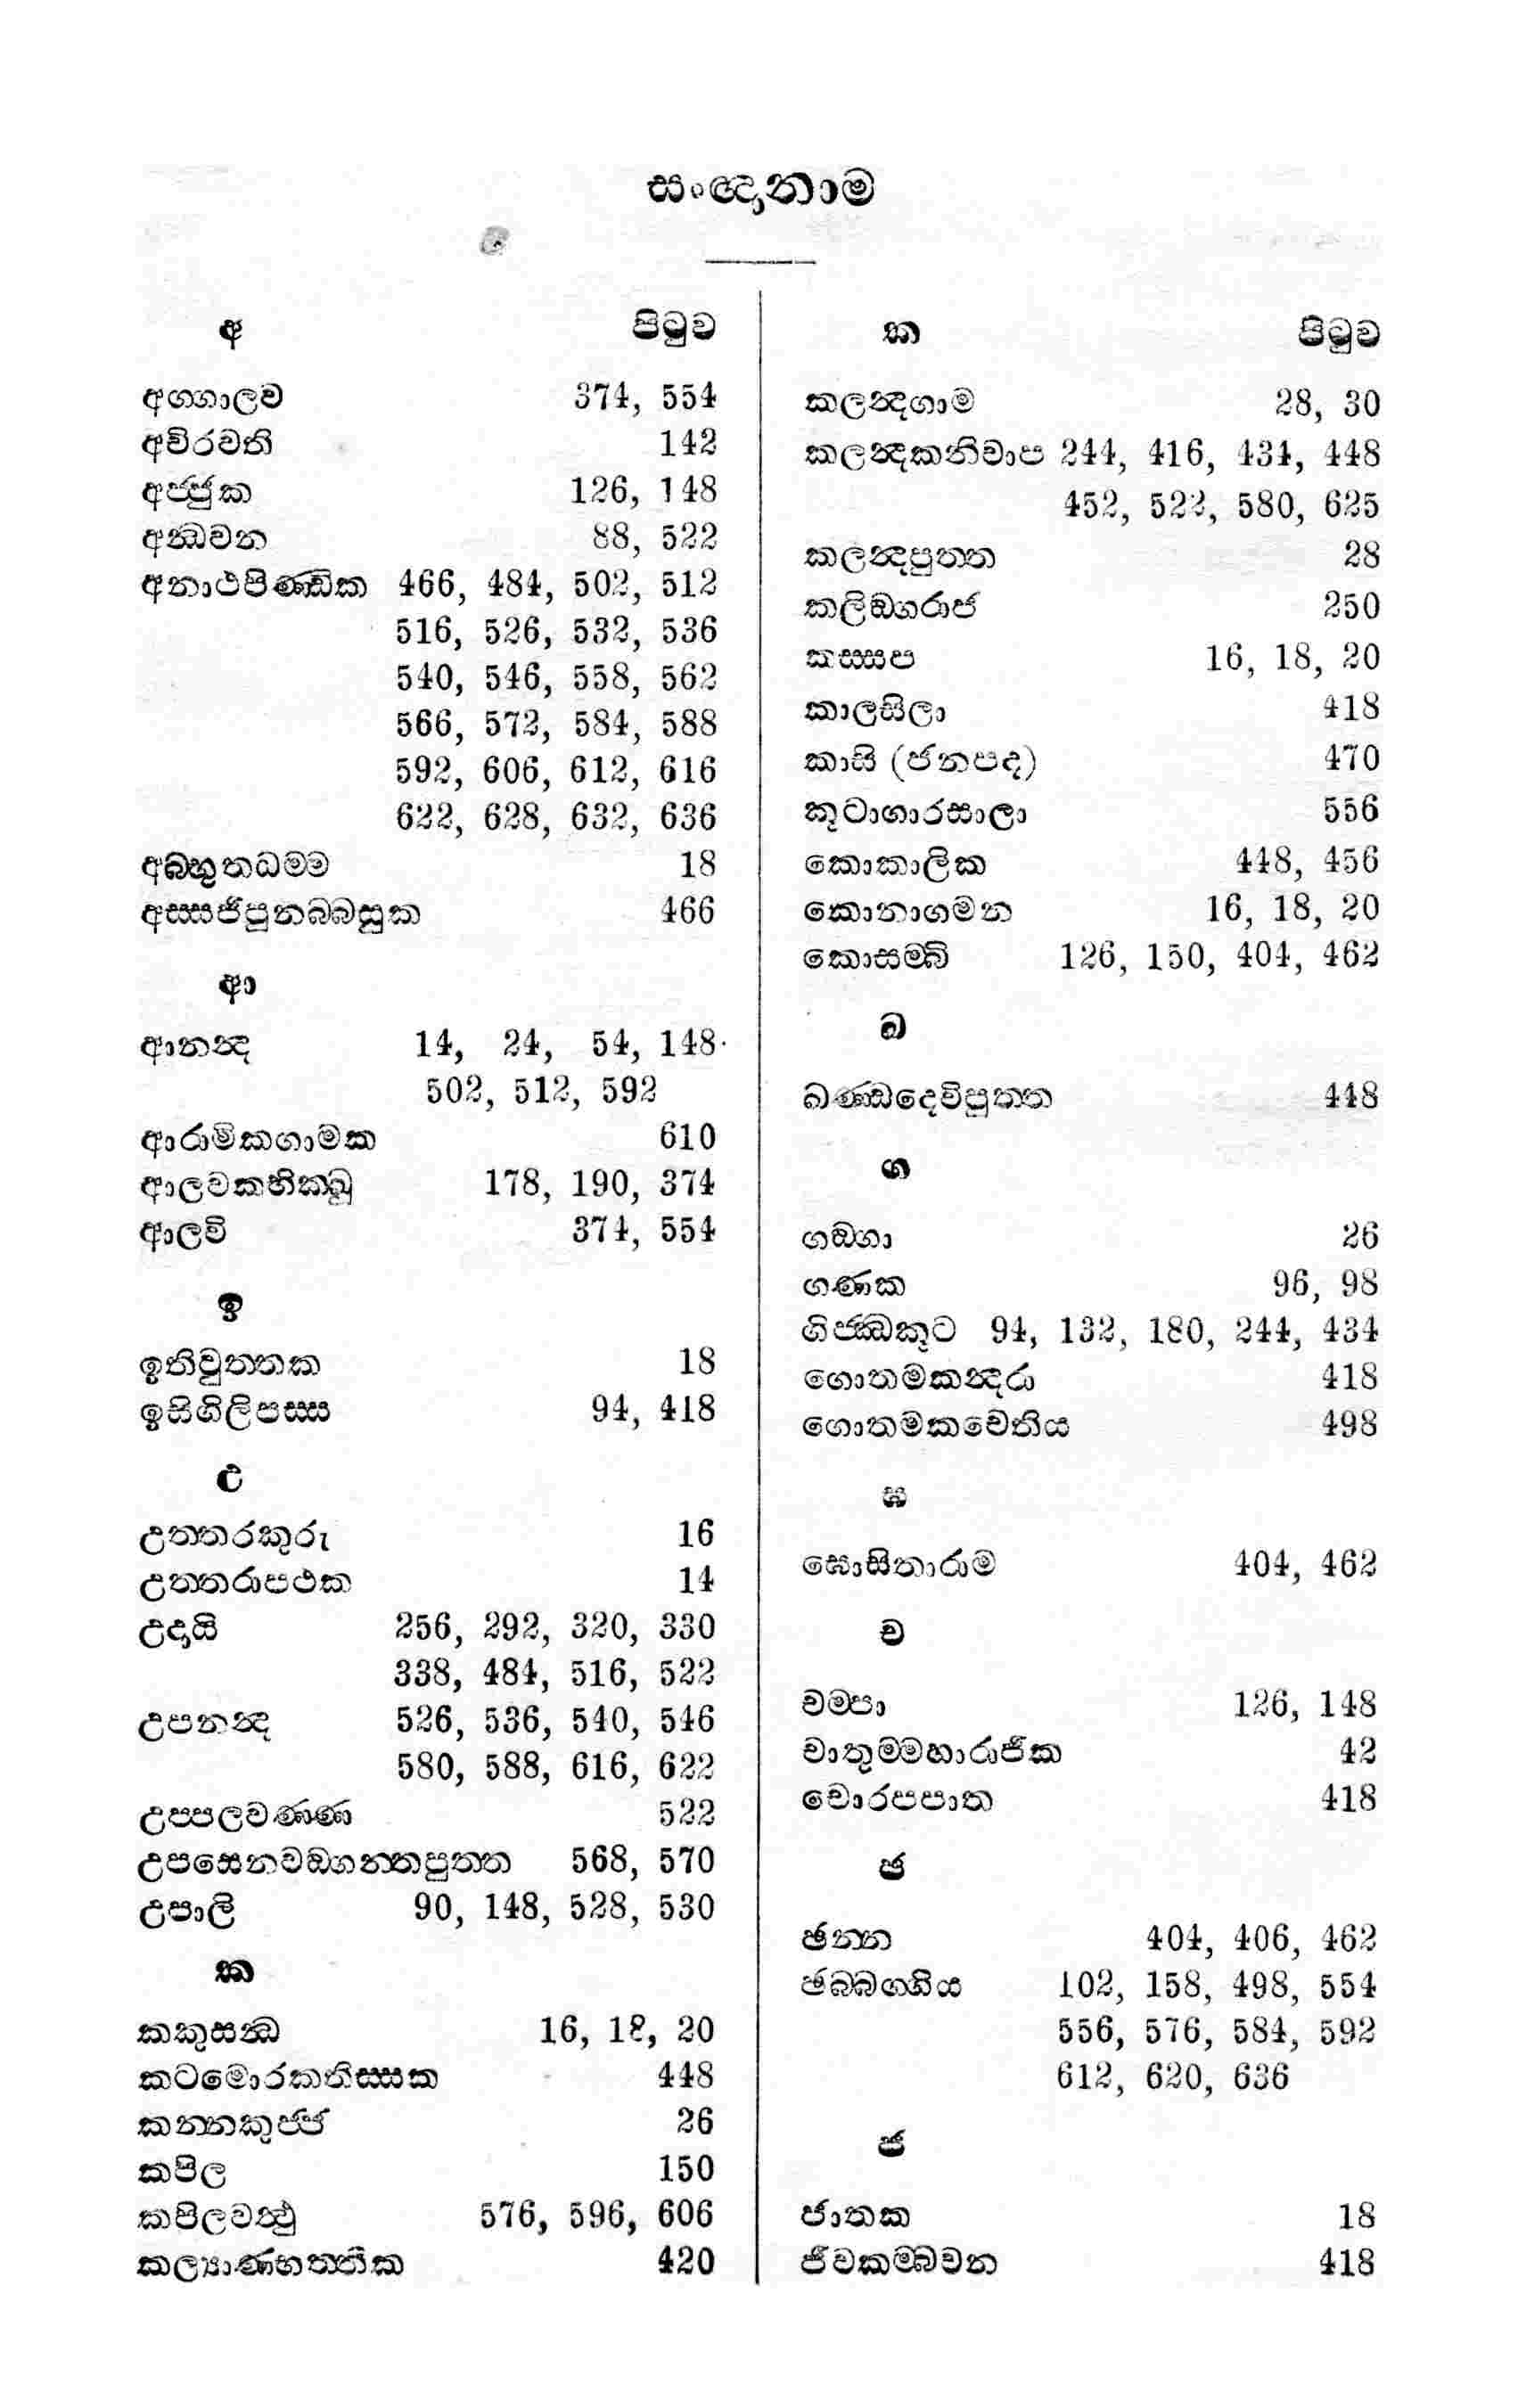 සංඥානාම
අ පිටුව
අග්ගාලව 374, 554
අචිරවති 142
අජ්ජුක 126, 148
අන්ධවන 88, 522
අනාථපිණ්ඩික 466, 484, 502, 512
516, 526, 532, 536
540, 546, 558, 562
566, 572, 584, 588
592, 606, 612, 616
622, 628, 632, 636
අබ්භූතධම්ම 18
අස්සජිපුනබ්බසුක 466
ආ
ආනන්ද 14, 24, 54, 148
502, 512, 592
ආරාමිකගාමක 610
ආලවකභික්ඛු 178, 190, 374
ආලවි 374, 554
ඉ
ඉතිවුත්තක 18
ඉසිගිලිපස්ස 94, 418
උ
උත්තරකුරු 16
උත්තරාපථක 14
උදායි 256, 292, 320, 330
338, 484, 516, 522
උපනන්ද 526, 536, 540, 546
580, 588, 616, 622
උප්පලවණ්ණ 522
උපසෙනවඞ්ගන්තපුත්ත 568, 570
උපාලි 90, 148, 528, 530
ක
කකුසන්ධ 16, 18, 20
කටමොරකතිස්සක 448
කන්නකුජ්ජ 26
කපිල 150
කපිලවත්ථු 576, 596, 606
කල්‍යාණභත්තික 420
ක පිටුව
කලන්දගාම 28, 30
කලන්දකනිවාප 244, 416, 434, 448
452, 522, 580, 625
කලන්දපුත්ත 28
කලිඞ්ගරාජ 250
කස්සප 16, 18, 20
කාලසිලා 418
කාසි (ජනපද) 470
කූටාගාරසාලා 556
කොකාලික 448, 456
කොනාගමන 16, 18, 20
කොසම්බි 126, 150, 404, 462
ඛ
ඛණ්ඩදෙවිපුත්ත 448
ග
ගඞ්ගා 26
ගණක 96, 98
ගිජ්ඣකූට 94, 132, 180, 244, 434
ගොතමකන්දරා 418
ගොතමකචෙතිය 498
ඝ
ඝොසිතාරාම 404, 462
ච
චම්පා 126, 148
චාතුම්මහාරාජික 42
චොරපපාත 418
ඡ
ඡන්න 404, 406, 462
ඡබ්බග්ගිය 102, 158, 498, 554
556, 576, 584, 592
612, 620, 636
ජ
ජාතක 18
ජීවකම්බවන 418